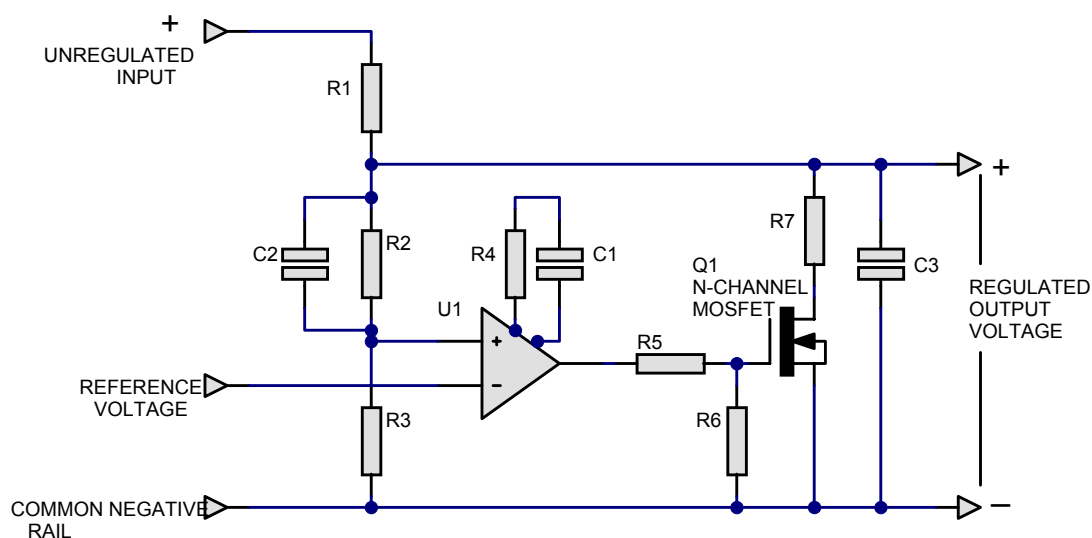 +
UNREGULATED
INPUT
R1
+
C2
R2
R4
C1
R7
C3
Q1
N-CHANNEL
MOSFET
REGULATED
OUTPUT
VOLTAGE
U1
+
−
R5
REFERENCE
VOLTAGE
R3
R6
COMMON NEGATIVE
RAIL
−